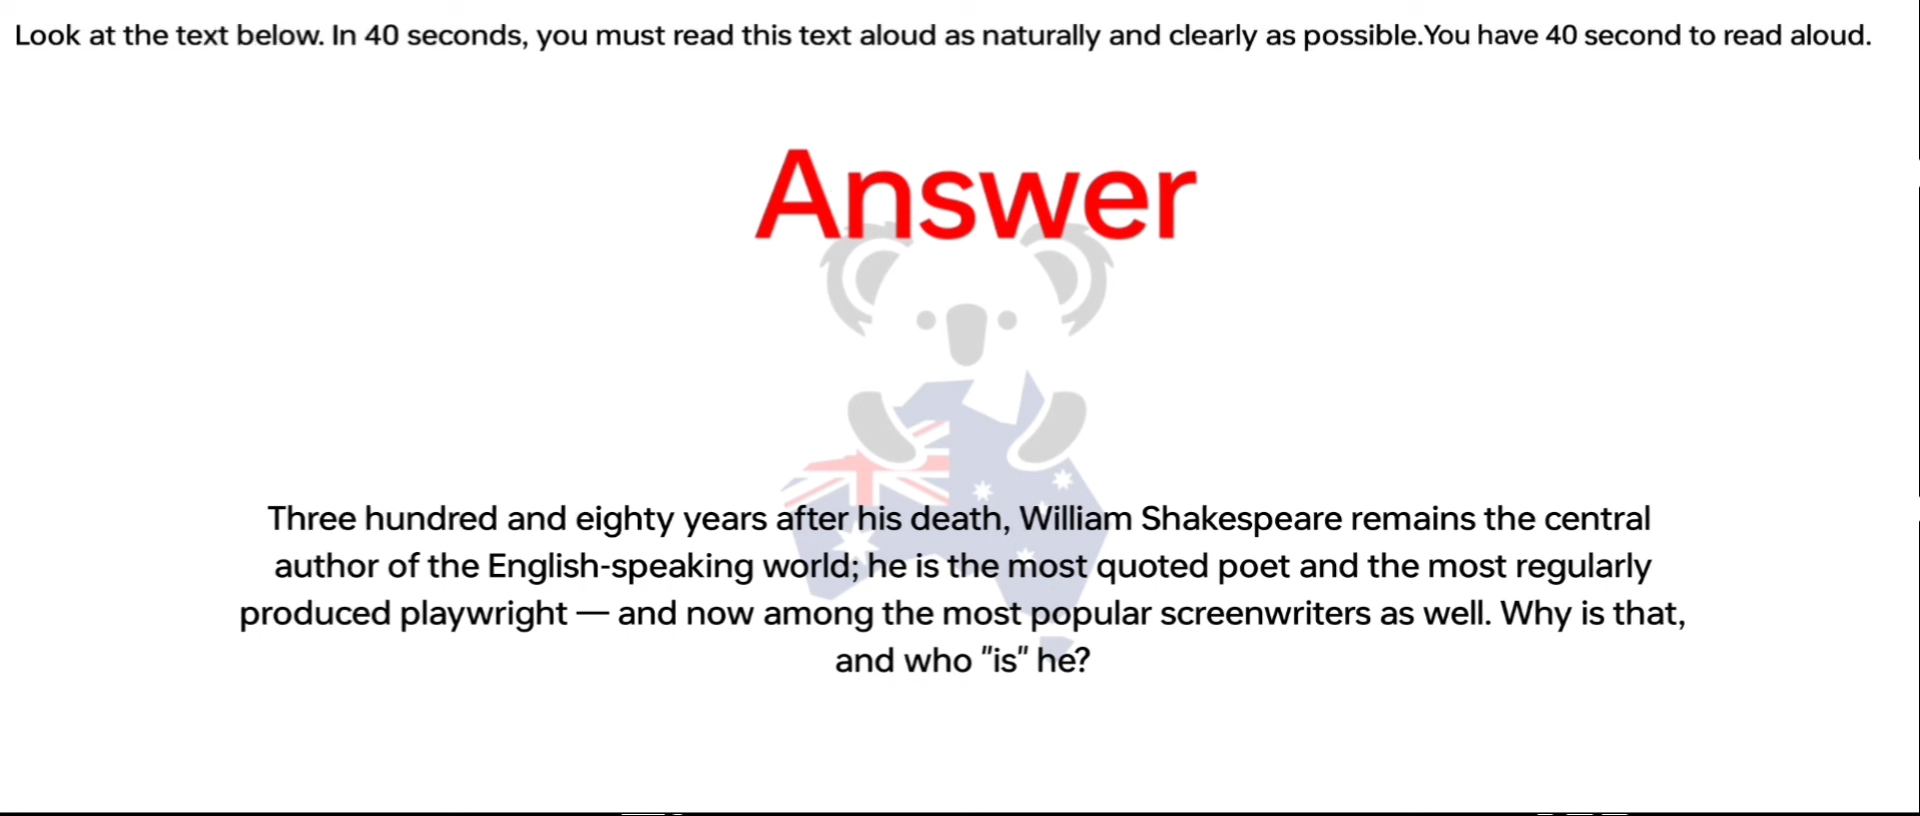 Look at the text below. In 40 seconds, you must read this text aloud as naturally and clearly as possible.You have 40 second to read aloud.
Answer
Three hundred and eighty years after his death, William Shakespeare remains the central
author of the English-speaking world; he is the most quoted poet and the most regularly
produced playwright — and now among the most popular screenwriters as well. Why is that,
and who "is" he?